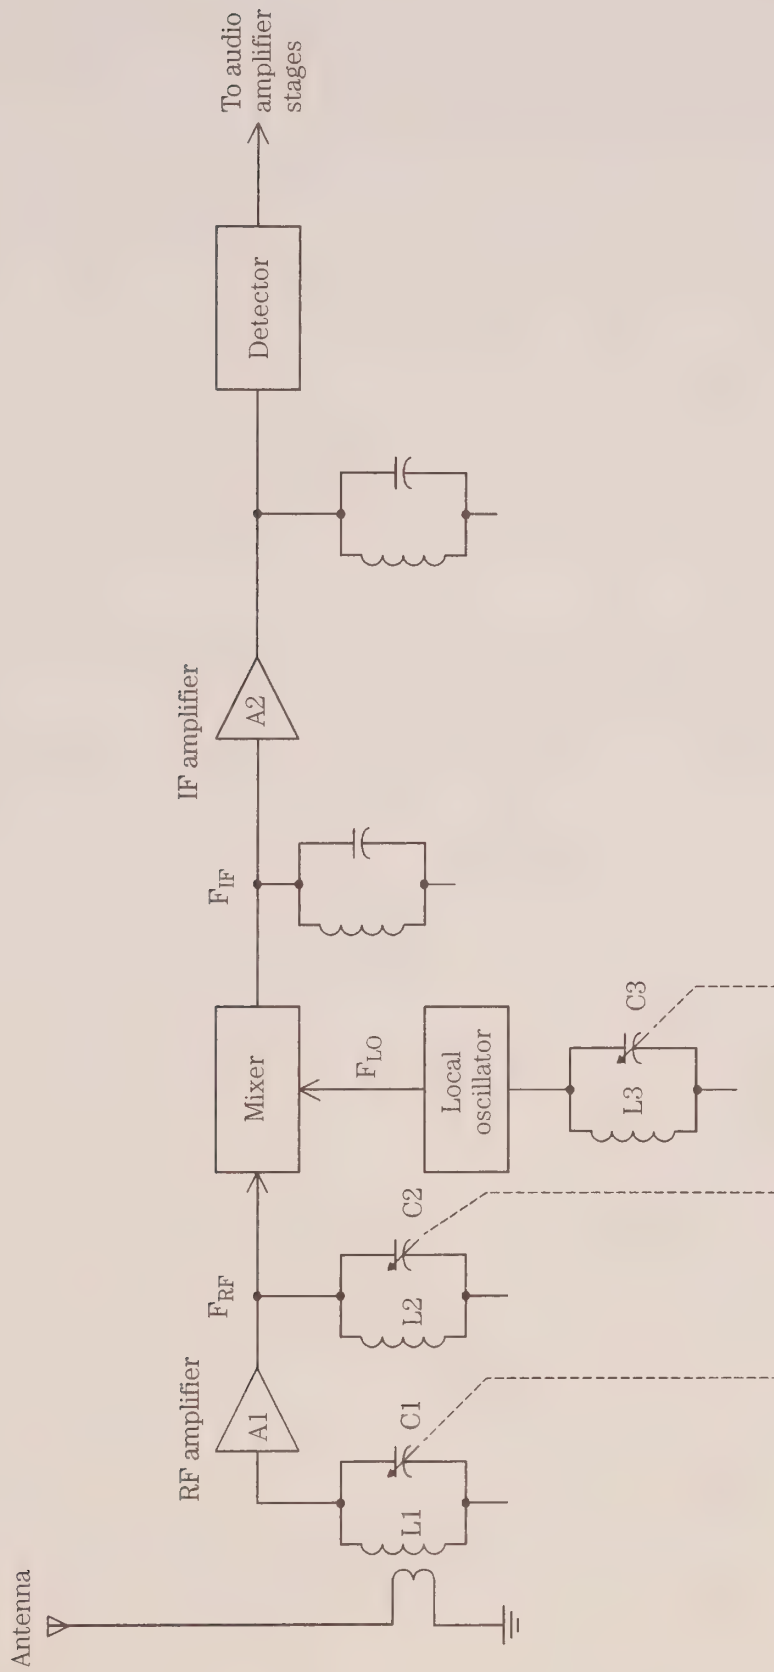 Antenna
RF amplifier
A1
L1
C1
F_RF
L2
C2
Mixer
F_LO
Local
oscillator
L3
C3
F_IF
IF amplifier
A2
Detector
To audio
amplifier
stages